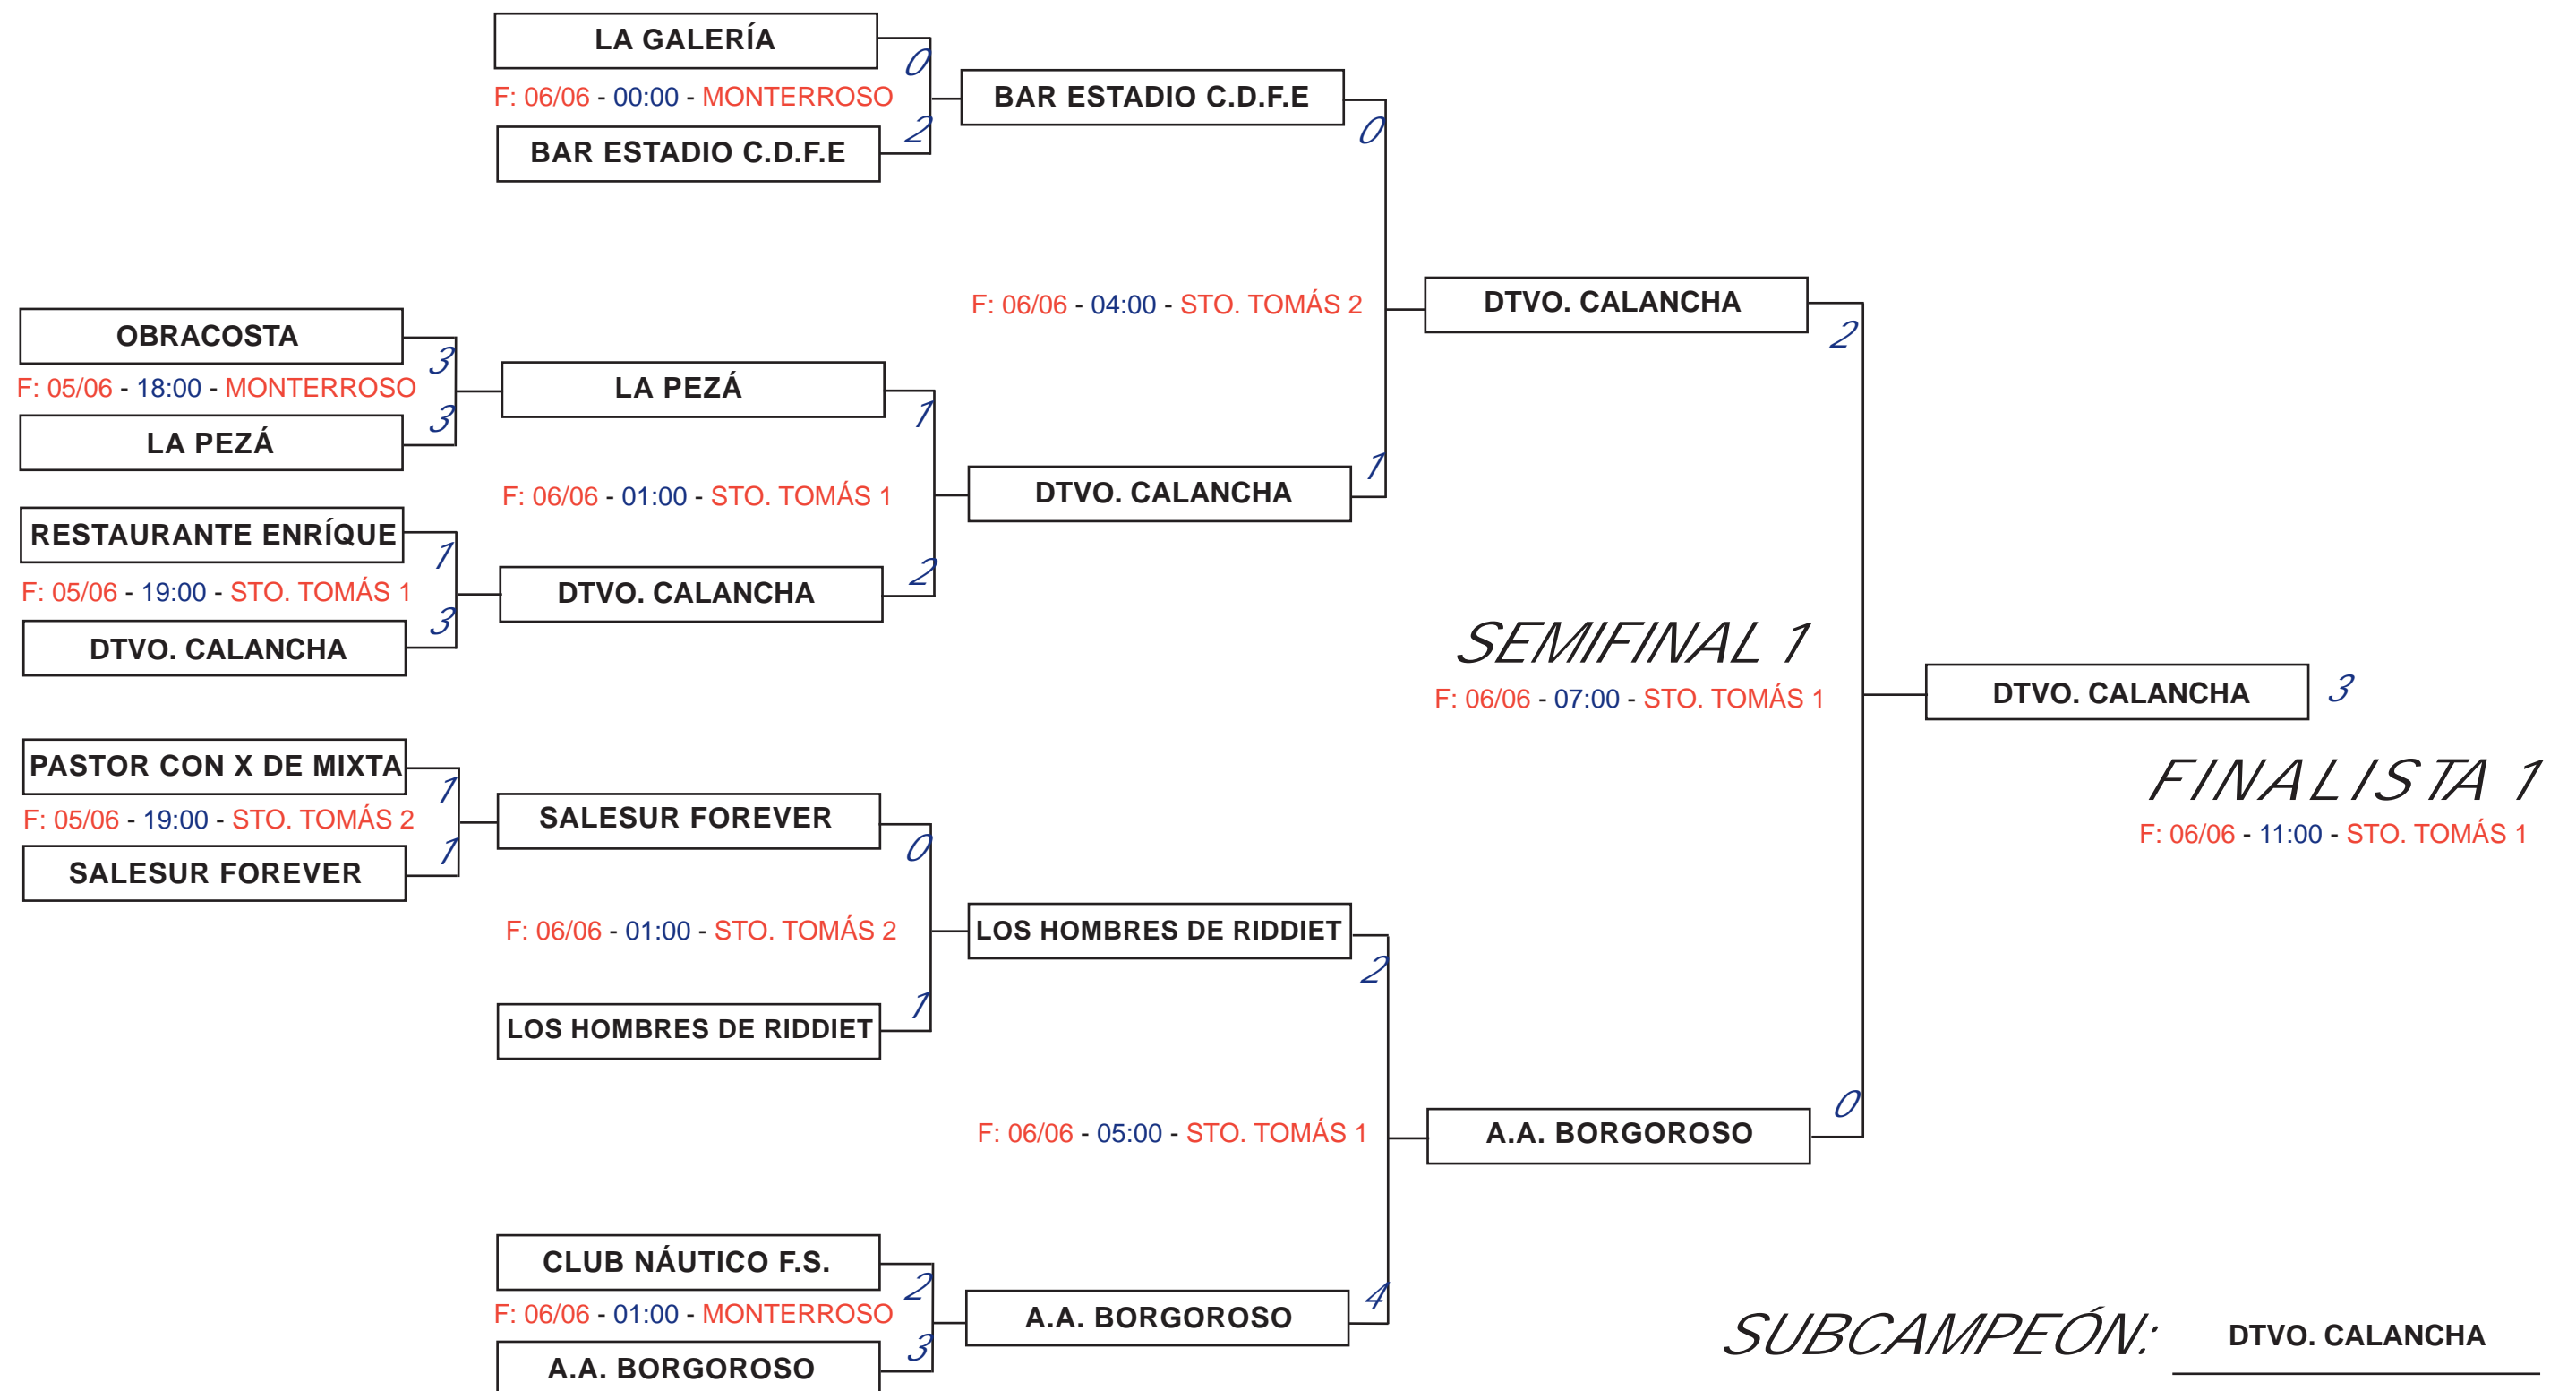 LA GALERÍA
0
F: 06/06 - 00:00 - MONTERROSO
2
BAR ESTADIO C.D.F.E
BAR ESTADIO C.D.F.E
0
F: 06/06 - 04:00 - STO. TOMÁS 2
DTVO. CALANCHA
2
OBRACOSTA
3
F: 05/06 - 18:00 - MONTERROSO
3
LA PEZÁ
LA PEZÁ
1
F: 06/06 - 01:00 - STO. TOMÁS 1
DTVO. CALANCHA
1
RESTAURANTE ENRÍQUE
1
F: 05/06 - 19:00 - STO. TOMÁS 1
3
DTVO. CALANCHA
DTVO. CALANCHA
2
SEMIFINAL 1
F: 06/06 - 07:00 - STO. TOMÁS 1
DTVO. CALANCHA 3
FINALISTA 1
F: 06/06 - 11:00 - STO. TOMÁS 1
PASTOR CON X DE MIXTA
1
F: 05/06 - 19:00 - STO. TOMÁS 2
1
SALESUR FOREVER
SALESUR FOREVER
0
F: 06/06 - 01:00 - STO. TOMÁS 2
1
LOS HOMBRES DE RIDDIET
LOS HOMBRES DE RIDDIET
2
F: 06/06 - 05:00 - STO. TOMÁS 1
A.A. BORGOROSO
0
CLUB NÁUTICO F.S.
2
F: 06/06 - 01:00 - MONTERROSO
3
A.A. BORGOROSO
A.A. BORGOROSO
4
SUBCAMPEÓN: DTVO. CALANCHA